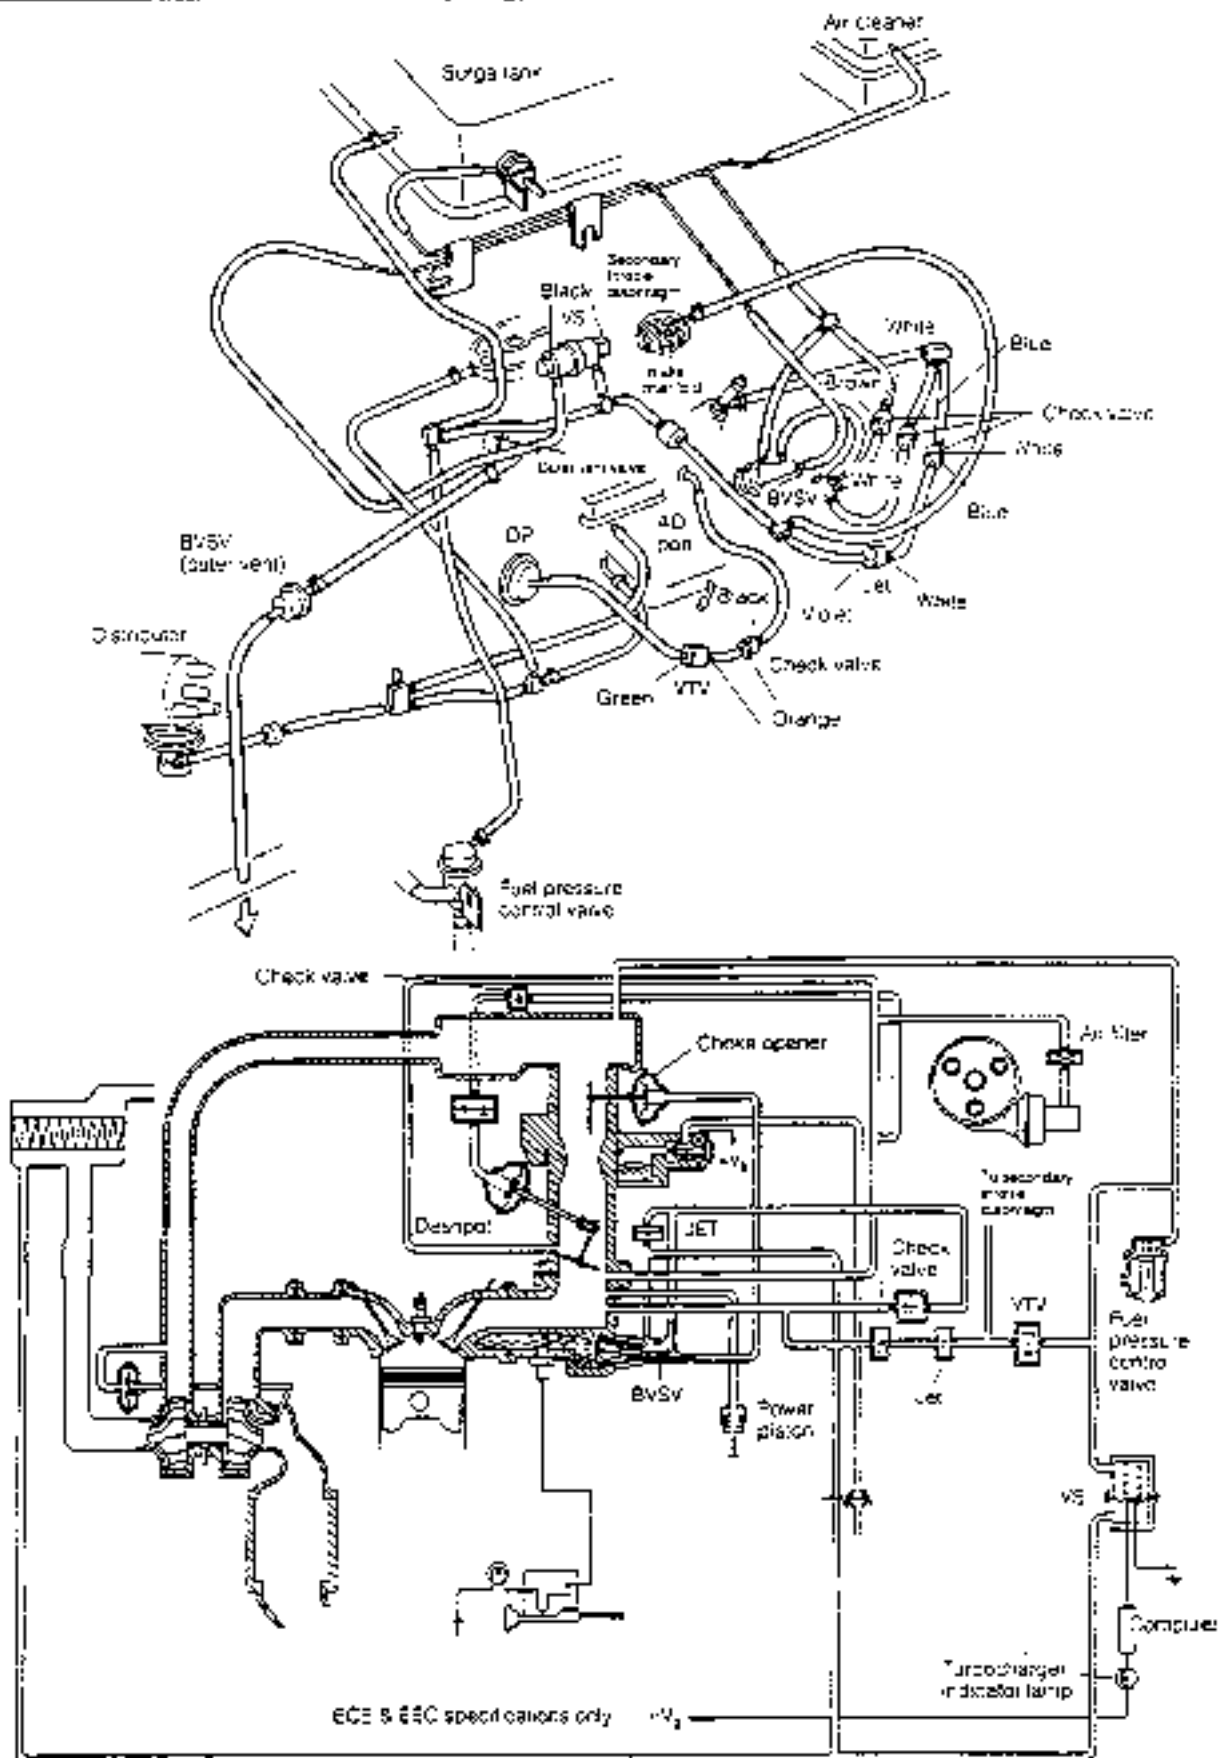 Air cleaner
Surge tank
Secondary
intake
diaphragm
Black
VS
Intake
manifold
White
Blue
Brown
Check valve
White
White
BVSV
Blue
Outer vent valve
AD
port
DP
BVSV
(outer vent)
Jet
White
Violet
Black
Distributor
Check valve
Green
VTV
Orange
Fuel pressure
control valve
Check valve
Choke opener
Air filter
To secondary
intake
diaphragm
Dashpot
JET
Check
valve
VTV
Fuel
pressure
control
valve
Jet
BVSV
Power
piston
VS
Computer
Turbocharger
indicator lamp
ECE & EEC specifications only